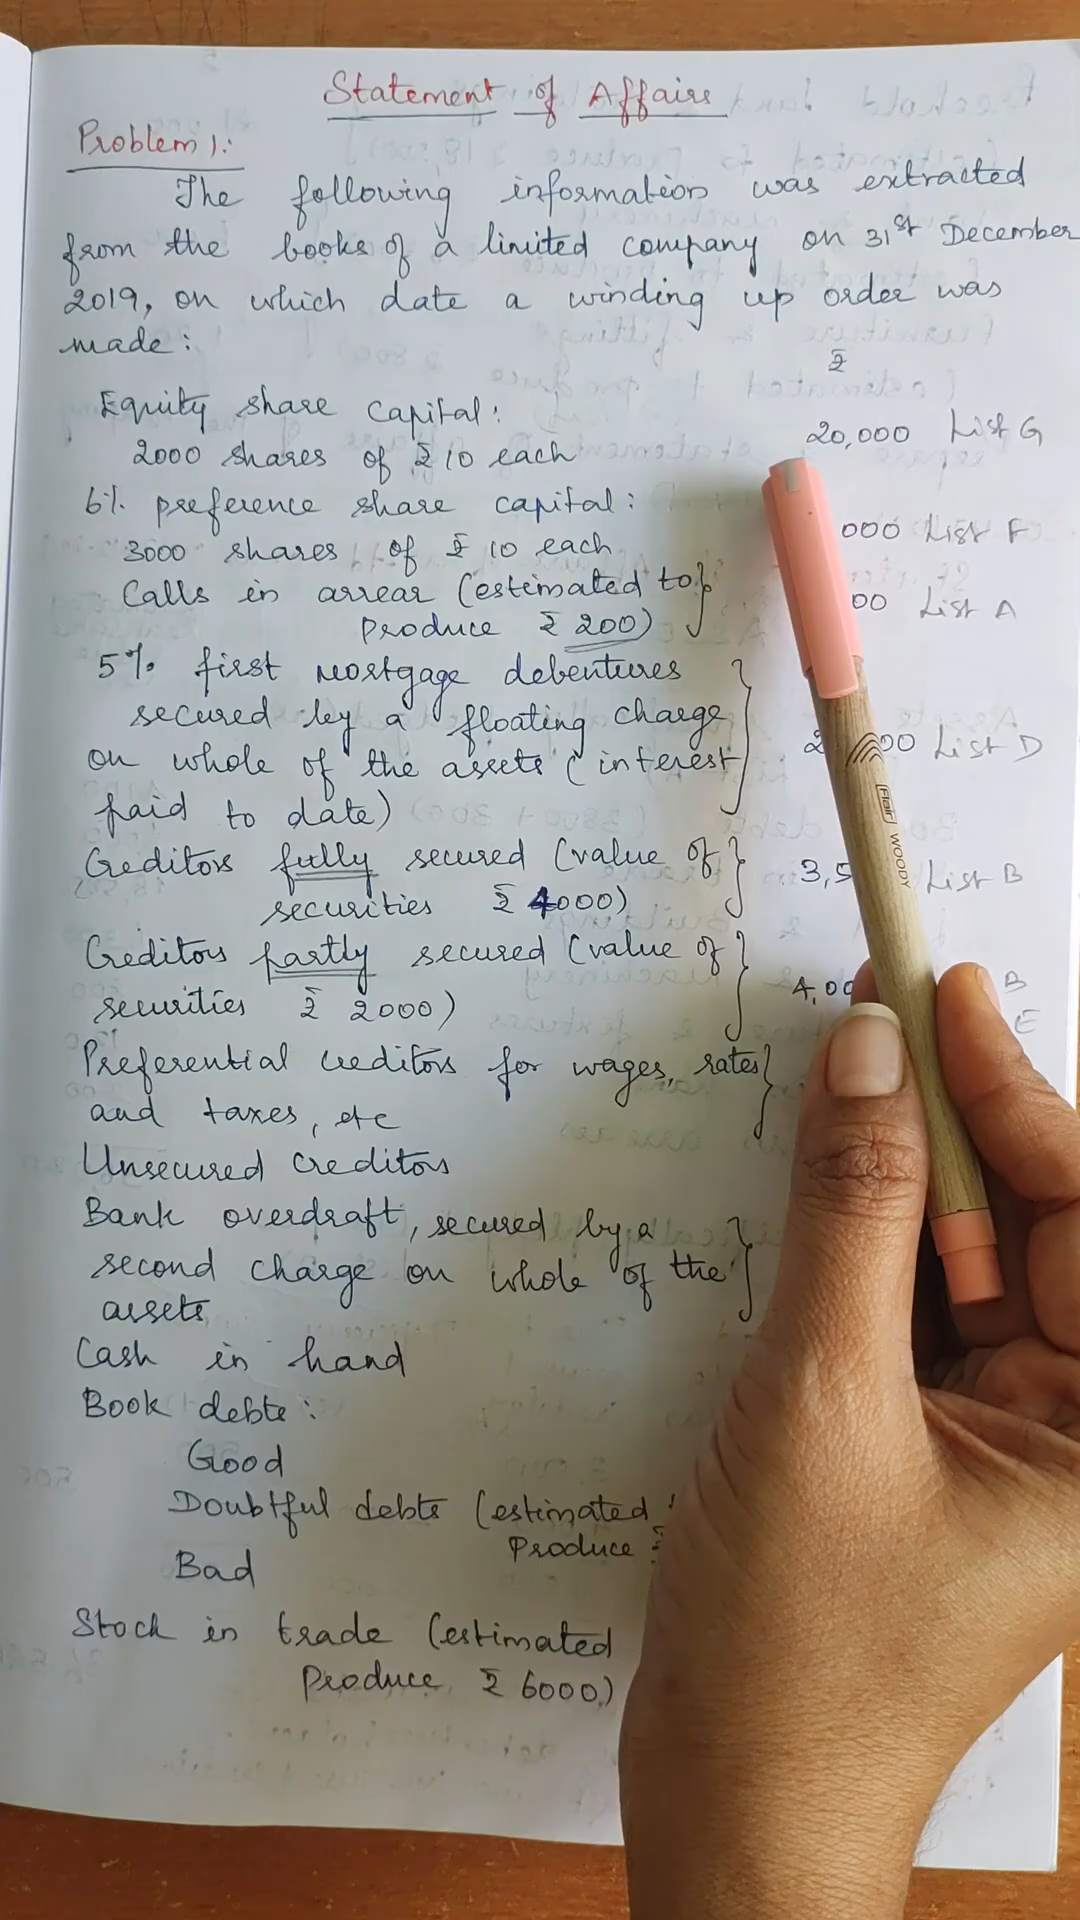 Statement of Affairs
Problem 1:
The following information was extracted
from the books of a limited company on 31st December
2019, on which date a winding up order was
made:
₹
Equity share capital:
2000 shares of ₹ 10 each 20,000 List G
6% preference share capital:
3000 shares of ₹ 10 each 000 List F
Calls in arrear (estimated to 00 List A
produce ₹ 200)
5% first mortgage debentures
secured by a floating charge
on whole of the assets (interest 2 00 List D
paid to date)
Creditors fully secured (value of 3,5 List B
securities ₹ 4000)
Creditors partly secured (value of
securities ₹ 2000) 4,00 B
E
Preferential creditors for wages, rates
and taxes, etc
Unsecured creditors
Bank overdraft, secured by a
second charge on whole of the
assets
Cash in hand
Book debts:
Good
Doubtful debts (estimated
produce ₹
Bad
Stock in trade (estimated
produce ₹ 6000)
Flair WOODY